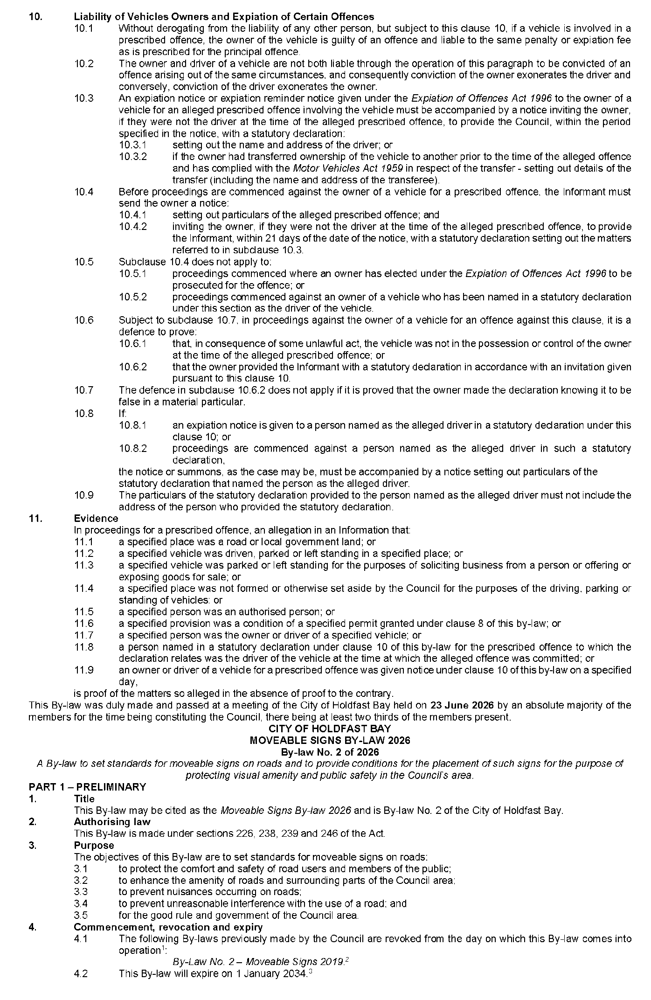 10. Liability of Vehicles Owners and Expiation of Certain Offences
10.1 Without derogating from the liability of any other person, but subject to this clause 10, if a vehicle is involved in a
prescribed offence, the owner of the vehicle is guilty of an offence and liable to the same penalty or expiation fee
as is prescribed for the principal offence.
10.2 The owner and driver of a vehicle are not both liable through the operation of this paragraph to be convicted of an
offence arising out of the same circumstances, and consequently conviction of the owner exonerates the driver and
conversely, conviction of the driver exonerates the owner.
10.3 An expiation notice or expiation reminder notice given under the Expiation of Offences Act 1996 to the owner of a
vehicle for an alleged prescribed offence involving the vehicle must be accompanied by a notice inviting the owner,
if they were not the driver at the time of the alleged prescribed offence, to provide the Council, within the period
specified in the notice, with a statutory declaration:
10.3.1 setting out the name and address of the driver; or
10.3.2 if the owner had transferred ownership of the vehicle to another prior to the time of the alleged offence
and has complied with the Motor Vehicles Act 1959 in respect of the transfer - setting out details of the
transfer (including the name and address of the transferee).
10.4 Before proceedings are commenced against the owner of a vehicle for a prescribed offence, the Informant must
send the owner a notice:
10.4.1 setting out particulars of the alleged prescribed offence; and
10.4.2 inviting the owner, if they were not the driver at the time of the alleged prescribed offence, to provide
the Informant, within 21 days of the date of the notice, with a statutory declaration setting out the matters
referred to in subclause 10.3.
10.5 Subclause 10.4 does not apply to:
10.5.1 proceedings commenced where an owner has elected under the Expiation of Offences Act 1996 to be
prosecuted for the offence; or
10.5.2 proceedings commenced against an owner of a vehicle who has been named in a statutory declaration
under this section as the driver of the vehicle.
10.6 Subject to subclause 10.7, in proceedings against the owner of a vehicle for an offence against this clause, it is a
defence to prove:
10.6.1 that, in consequence of some unlawful act, the vehicle was not in the possession or control of the owner
at the time of the alleged prescribed offence; or
10.6.2 that the owner provided the Informant with a statutory declaration in accordance with an invitation given
pursuant to this clause 10.
10.7 The defence in subclause 10.6.2 does not apply if it is proved that the owner made the declaration knowing it to be
false in a material particular.
10.8 If:
10.8.1 an expiation notice is given to a person named as the alleged driver in a statutory declaration under this
clause 10; or
10.8.2 proceedings are commenced against a person named as the alleged driver in such a statutory
declaration,
the notice or summons, as the case may be, must be accompanied by a notice setting out particulars of the
statutory declaration that named the person as the alleged driver.
10.9 The particulars of the statutory declaration provided to the person named as the alleged driver must not include the
address of the person who provided the statutory declaration.
11. Evidence
In proceedings for a prescribed offence, an allegation in an Information that:
11.1 a specified place was a road or local government land; or
11.2 a specified vehicle was driven, parked or left standing in a specified place; or
11.3 a specified vehicle was parked or left standing for the purposes of soliciting business from a person or offering or
exposing goods for sale; or
11.4 a specified place was not formed or otherwise set aside by the Council for the purposes of the driving, parking or
standing of vehicles: or
11.5 a specified person was an authorised person; or
11.6 a specified provision was a condition of a specified permit granted under clause 8 of this by-law; or
11.7 a specified person was the owner or driver of a specified vehicle; or
11.8 a person named in a statutory declaration under clause 10 of this by-law for the prescribed offence to which the
declaration relates was the driver of the vehicle at the time at which the alleged offence was committed; or
11.9 an owner or driver of a vehicle for a prescribed offence was given notice under clause 10 of this by-law on a specified
day,
is proof of the matters so alleged in the absence of proof to the contrary.
This By-law was duly made and passed at a meeting of the City of Holdfast Bay held on 23 June 2026 by an absolute majority of the
members for the time being constituting the Council, there being at least two thirds of the members present.
CITY OF HOLDFAST BAY
MOVEABLE SIGNS BY-LAW 2026
By-law No. 2 of 2026
A By-law to set standards for moveable signs on roads and to provide conditions for the placement of such signs for the purpose of
protecting visual amenity and public safety in the Council's area.
PART 1 – PRELIMINARY
1. Title
This By-law may be cited as the Moveable Signs By-law 2026 and is By-law No. 2 of the City of Holdfast Bay.
2. Authorising law
This By-law is made under sections 226, 238, 239 and 246 of the Act.
3. Purpose
The objectives of this By-law are to set standards for moveable signs on roads:
3.1 to protect the comfort and safety of road users and members of the public;
3.2 to enhance the amenity of roads and surrounding parts of the Council area;
3.3 to prevent nuisances occurring on roads;
3.4 to prevent unreasonable interference with the use of a road; and
3.5 for the good rule and government of the Council area.
4. Commencement, revocation and expiry
4.1 The following By-laws previously made by the Council are revoked from the day on which this By-law comes into
operation1:
By-Law No. 2 – Moveable Signs 2019.2
4.2 This By-law will expire on 1 January 2034.3